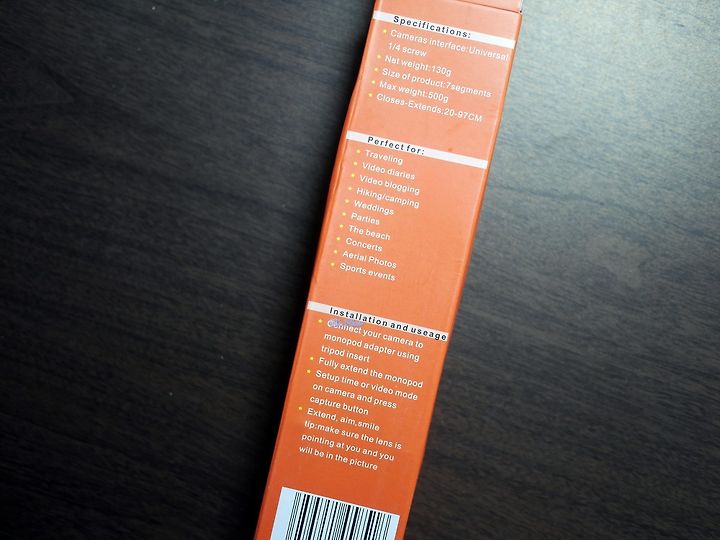 Specifications:
Cameras interface:Universal
1/4 screw
Net weight:130g
Size of product:7segments
Max weight:500g
Closes-Extends:20-97CM
Perfect for:
Traveling
Video diaries
Video blogging
Hiking/camping
Weddings
Parties
The beach
Concerts
Aerial Photos
Sports events
Installation and useage
Connect your camera to
monopod adapter using
tripod insert
Fully extend the monopod
Setup time or video mode
on camera and press
capture button
Extend, aim,smile
tip:make sure the lens is
pointing at you and you
will be in the picture